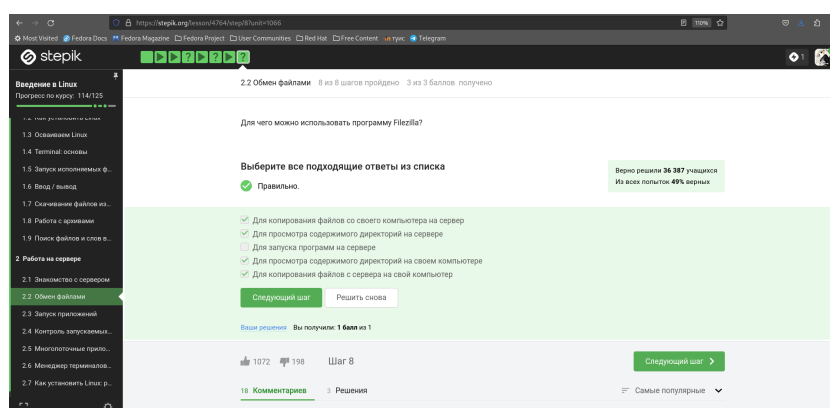 https://stepik.org/lesson/4764/step/8?unit=1066
110%
Most Visited Fedora Docs Fedora Magazine Fedora Project User Communities Red Hat Free Content туис Telegram
stepik
1
Введение в Linux
Прогресс по курсу: 114/125
1.3 Осваиваем Linux
1.4 Terminal: основы
1.5 Запуск исполняемых ф...
1.6 Ввод / вывод
1.7 Скачивание файлов из...
1.8 Работа с архивами
1.9 Поиск файлов и слов в...
2 Работа на сервере
2.1 Знакомство с сервером
2.2 Обмен файлами
2.3 Запуск приложений
2.4 Контроль запускаемых...
2.5 Многопоточные прило...
2.6 Менеджер терминалов...
2.7 Как установить Linux: р...
2.2 Обмен файлами 8 из 8 шагов пройдено 3 из 3 баллов получено
Для чего можно использовать программу Filezilla?
Выберите все подходящие ответы из списка
Правильно.
Верно решили 36 387 учащихся
Из всех попыток 49% верных
Для копирования файлов со своего компьютера на сервер
Для просмотра содержимого директорий на сервере
Для запуска программ на сервере
Для просмотра содержимого директорий на своем компьютере
Для копирования файлов с сервера на свой компьютер
Следующий шаг Решить снова
Ваши решения Вы получили: 1 балл из 1
1072 198 Шаг 8 Следующий шаг
18 Комментариев 3 Решения Самые популярные